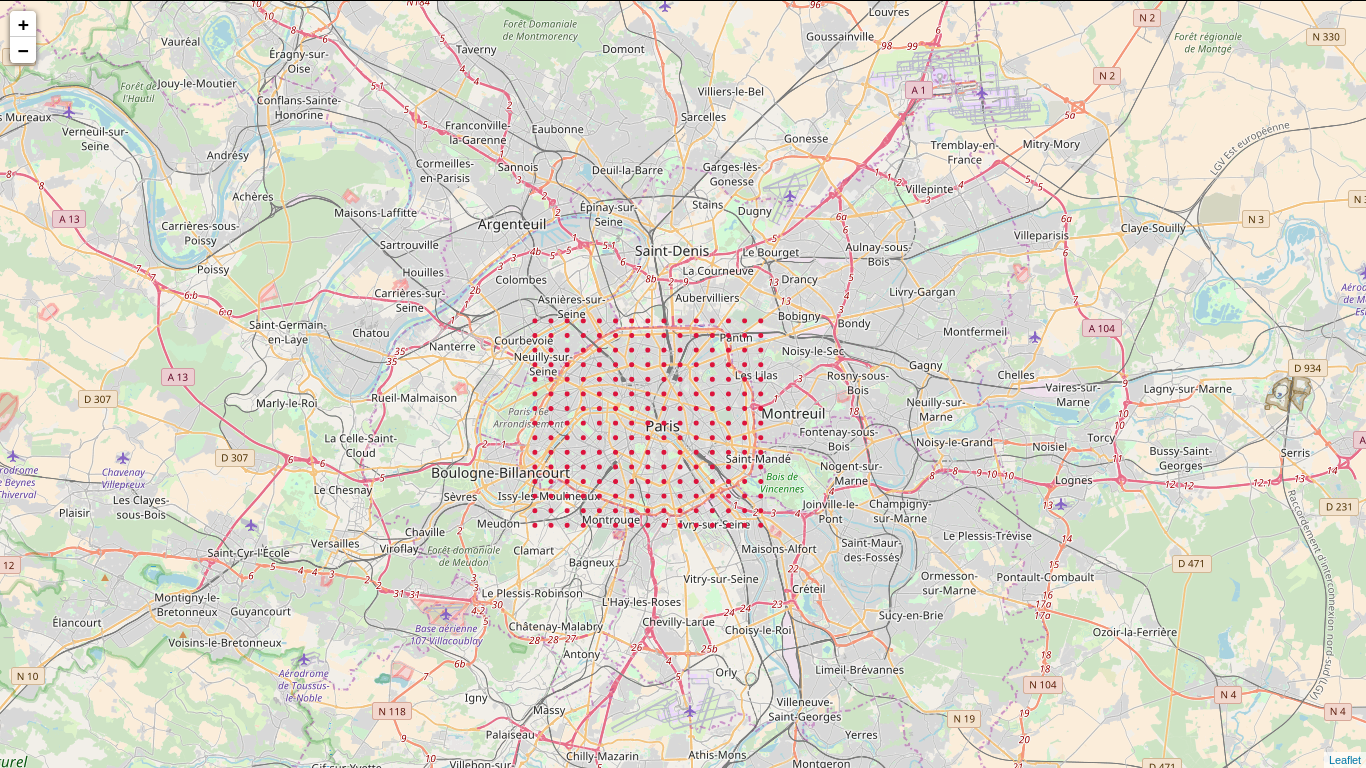 +
−
Vauréal
Éragny-sur-
Oise
N184
Taverny
Forêt Domaniale
de Montmorency
Domont
Louvres
Goussainville
98
99
6
N 2
Forêt régionale
de Montgé
N 330
Jouy-le-Moutier
Forêt de
l'Hautil
5·1
Conflans-Sainte-
Honorine
Villiers-le-Bel
A 1
N 2
s Mureaux
Verneuil-sur-
Seine
Franconville-
la-Garenne
Eaubonne
Sarcelles
Gonesse
5a
LGV Est européenne
Andrésy
Cormeilles-
en-Parisis
Sannois
Deuil-la-Barre
Garges-lès-
Gonesse
Tremblay-en-
France
Mitry-Mory
Achères
Villepinte
A 13
Maisons-Laffitte
Argenteuil
Épinay-sur-
Seine
Stains
Dugny
6a
N 3
Carrières-sous-
Poissy
Sartrouville
Saint-Denis
Le Bourget
Aulnay-sous-
Bois
Villeparisis
Claye-Souilly
Poissy
Houilles
Colombes
La Courneuve
Drancy
Livry-Gargan
6·b
Carrières-sur-
Seine
Asnières-sur-
Seine
Aubervilliers
Bobigny
Bondy
Saint-Germain-
en-Laye
Chatou
Nanterre
Courbevoie
Pantin
Montfermeil
A 104
35
Neuilly-sur-
Seine
Noisy-le-Sec
Gagny
A 13
Les Lilas
Rosny-sous-
Bois
Chelles
Vaires-sur-
Marne
Lagny-sur-Marne
D 934
D 307
Marly-le-Roi
Rueil-Malmaison
Paris 16e
Arrondissement
Montreuil
Neuilly-sur-
Marne
La Celle-Saint-
Cloud
Paris
Fontenay-sous-
Bois
Noisy-le-Grand
Noisiel
Torcy
Bussy-Saint-
Georges
Serris
rodrome
e Beynes
Thiverval
Chavenay
Villepreux
D 307
Boulogne-Billancourt
Saint-Mandé
Bois de
Vincennes
Nogent-sur-
Marne
Lognes
Les Clayes-
sous-Bois
Le Chesnay
Sèvres
Issy-les-Moulineaux
Joinville-le-
Pont
Champigny-
sur-Marne
D 231
Plaisir
Chaville
Meudon
Montrouge
Ivry-sur-Seine
Le Plessis-Trévise
Saint-Cyr-l'École
Versailles
Viroflay
Forêt domaniale
de Meudon
Clamart
Bagneux
Maisons-Alfort
Saint-Maur-
des-Fossés
D 471
12
Vitry-sur-Seine
Créteil
Ormesson-
sur-Marne
Pontault-Combault
Montigny-le-
Bretonneux
Guyancourt
Le Plessis-Robinson
L'Haÿ-les-Roses
Sucy-en-Brie
Élancourt
Base aérienne
107 Villacoublay
Châtenay-Malabry
Chevilly-Larue
Choisy-le-Roi
Ozoir-la-Ferrière
Voisins-le-Bretonneux
Antony
25b
Limeil-Brévannes
Raccordement d'interconnexion nord-sud (LGV)
N 10
Aérodrome
de Toussus-
le-Noble
6b
Igny
Orly
N 104
N 4
N 118
Massy
Villeneuve-
Saint-Georges
N 19
N 4
Palaiseau
Yerres
Chilly-Mazarin
Athis-Mons
Villebon-sur-
Montgeron
D 471
Gif-sur-Yvette
Leaflet